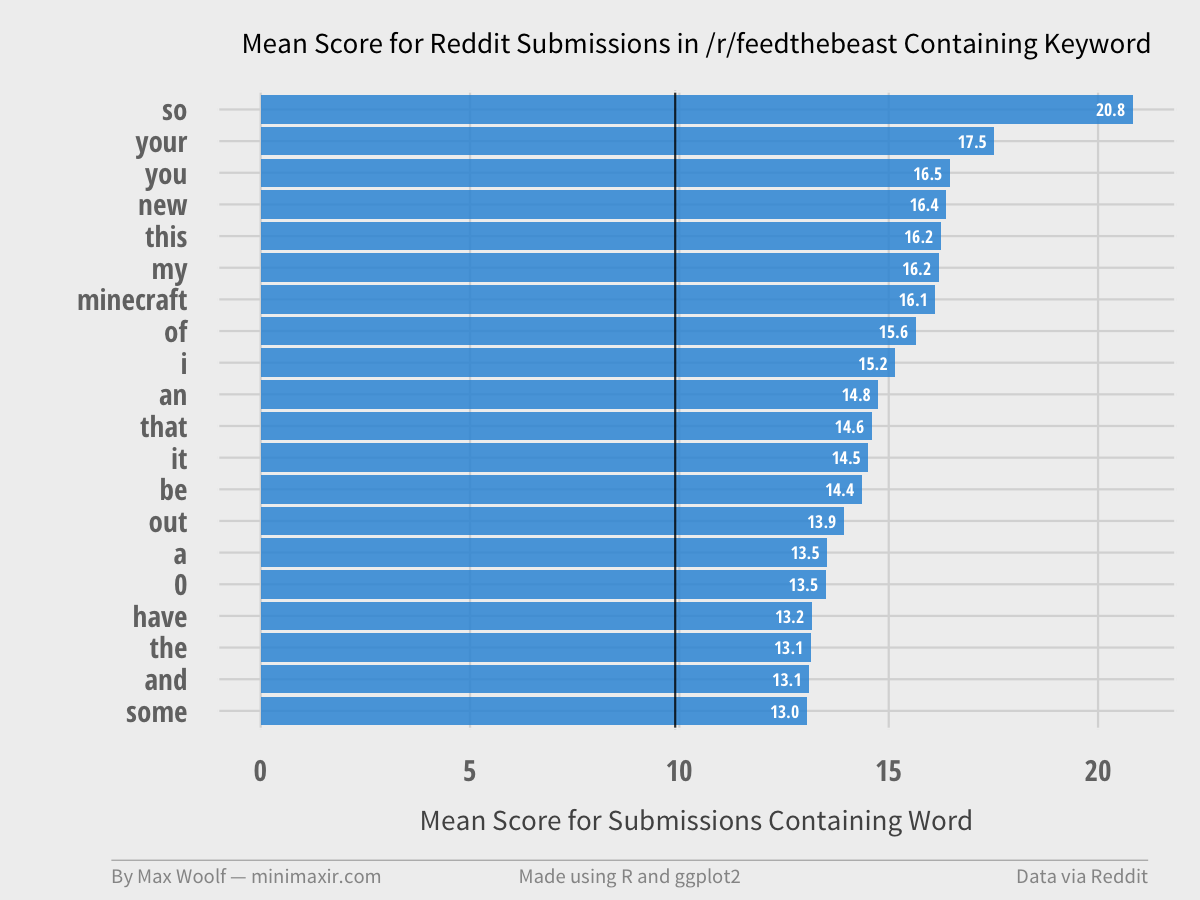 Mean Score for Reddit Submissions in /r/feedthebeast Containing Keyword
so 20.8
your 17.5
you 16.5
new 16.4
this 16.2
my 16.2
minecraft 16.1
of 15.6
i 15.2
an 14.8
that 14.6
it 14.5
be 14.4
out 13.9
a 13.5
0 13.5
have 13.2
the 13.1
and 13.1
some 13.0
0 5 10 15 20
Mean Score for Submissions Containing Word
By Max Woolf — minimaxir.com Made using R and ggplot2 Data via Reddit